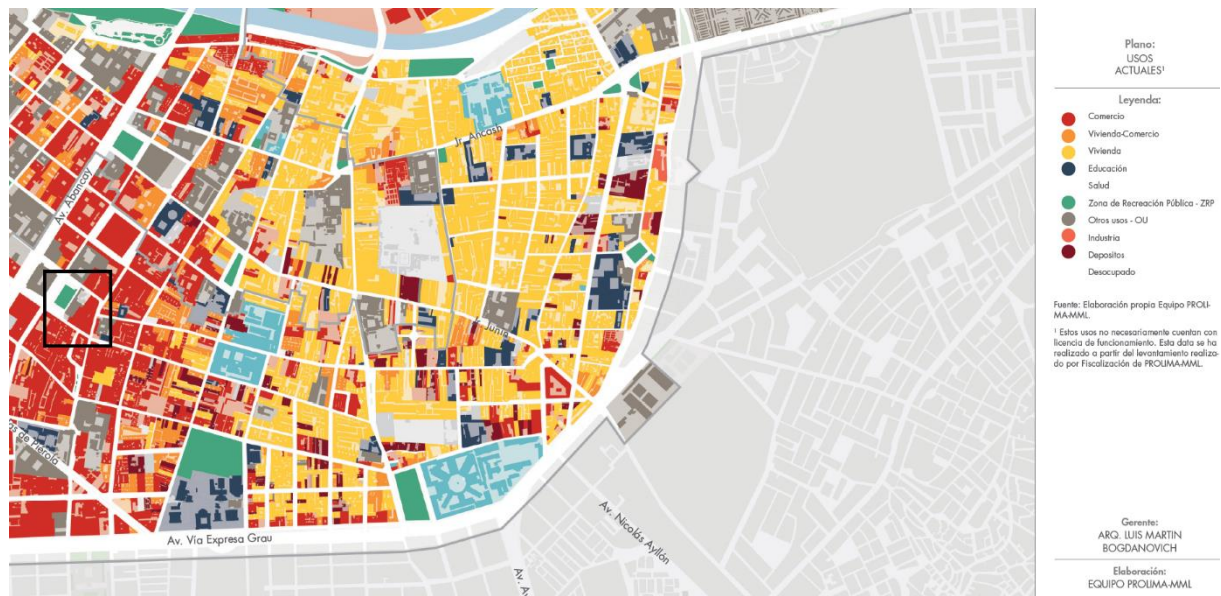 Plano:
USOS
ACTUALES¹
Leyenda:
Comercio
Vivienda-Comercio
Vivienda
Educación
Salud
Zona de Recreación Pública - ZRP
Otros usos - OU
Industria
Depositos
Desocupado
Fuente: Elaboración propia Equipo PROLI-
MA-MML.
¹ Estos usos no necesariamente cuentan con
licencia de funcionamiento. Esta data se ha
realizado a partir del levantamiento realiza-
do por Fiscalización de PROLIMA-MML.
Gerente:
ARQ. LUIS MARTIN
BOGDANOVICH
Elaboración:
EQUIPO PROLIMA-MML
Jr. Ancash
Av. Abancay
Junín
de Piérola
Av. Vía Expresa Grau
Av. Nicolás Ayllón
Av.